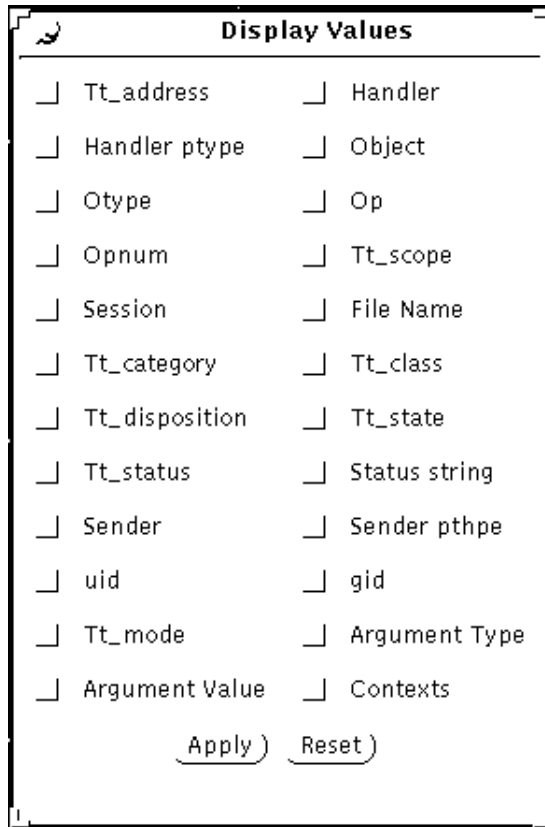 Display Values
Tt_address Handler
Handler ptype Object
Otype Op
Opnum Tt_scope
Session File Name
Tt_category Tt_class
Tt_disposition Tt_state
Tt_status Status string
Sender Sender pthpe
uid gid
Tt_mode Argument Type
Argument Value Contexts
Apply Reset